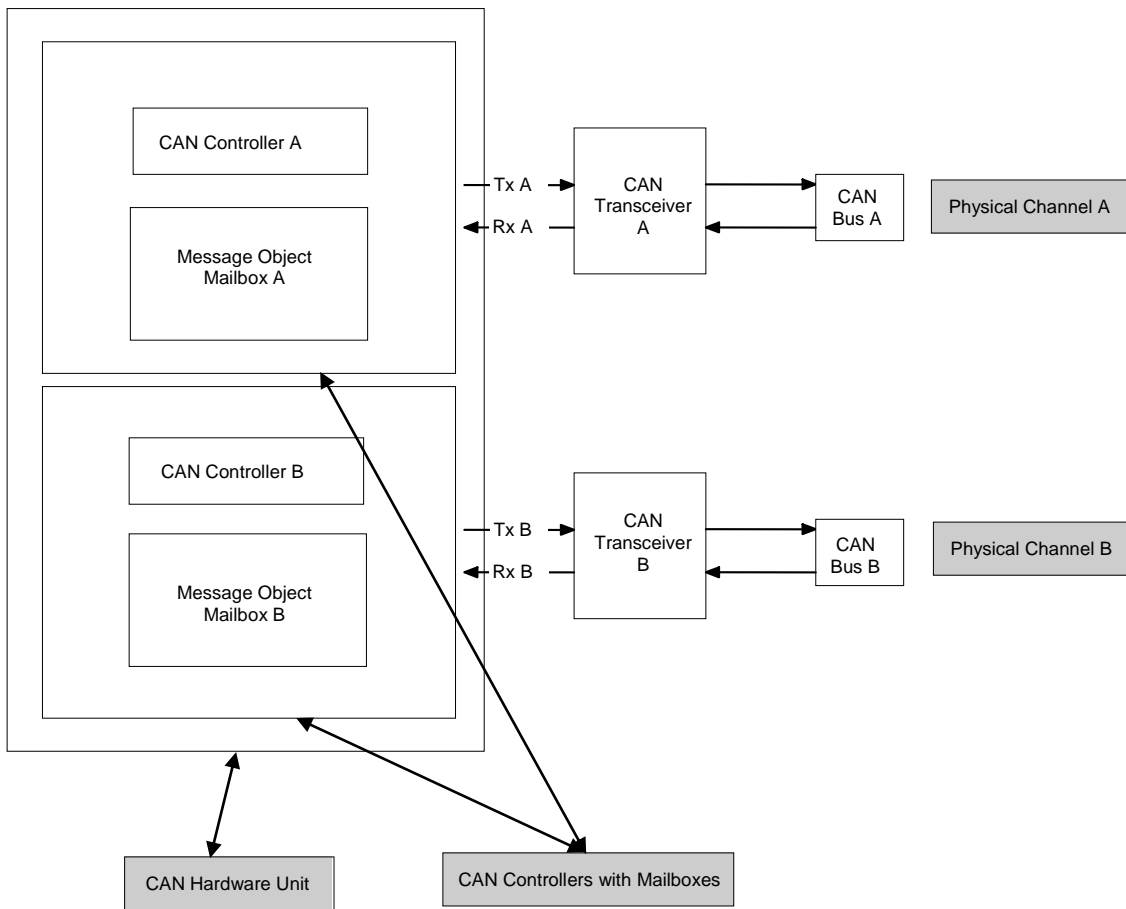 CAN Controller A
Message Object
Mailbox A
Tx A
Rx A
CAN
Transceiver
A
CAN
Bus A
Physical Channel A
CAN Controller B
Message Object
Mailbox B
Tx B
Rx B
CAN
Transceiver
B
CAN
Bus B
Physical Channel B
CAN Hardware Unit
CAN Controllers with Mailboxes